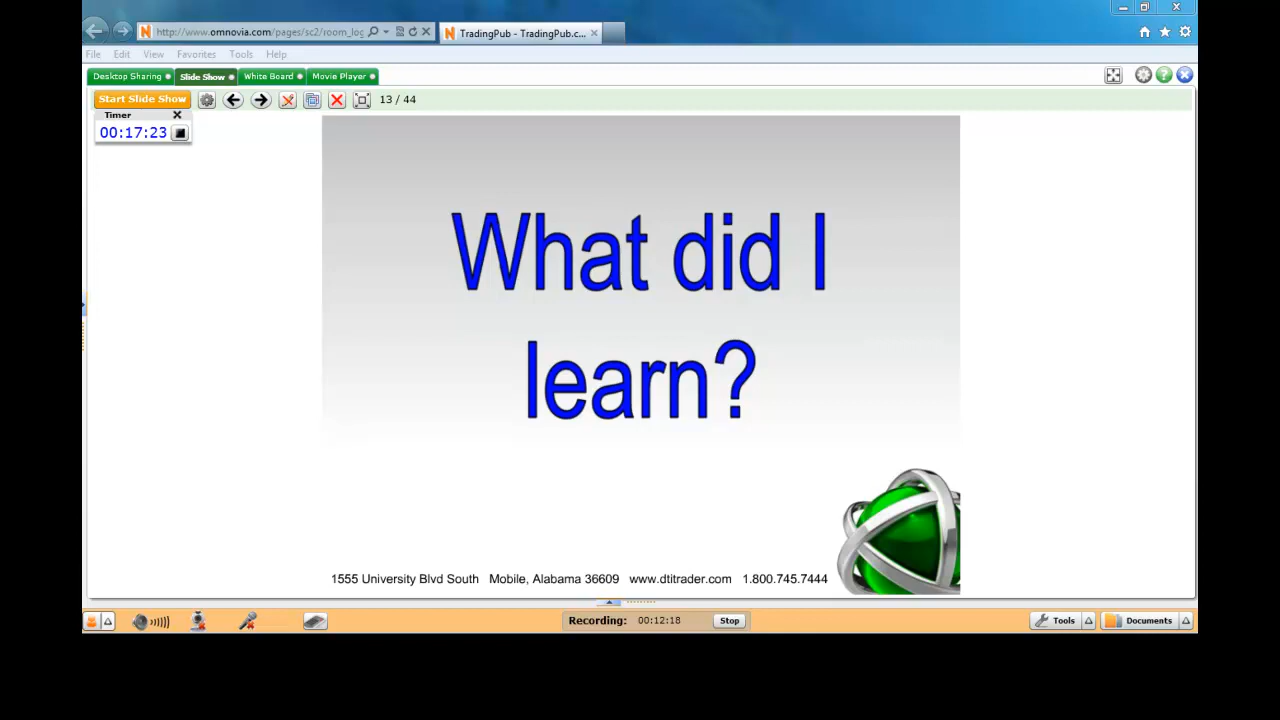 http://www.omnovia.com/pages/sc2/room_log
TradingPub - TradingPub.c...
File Edit View Favorites Tools Help
Desktop Sharing Slide Show White Board Movie Player
Start Slide Show 13 / 44
Timer
00:17:23
What did I
learn?
1555 University Blvd South Mobile, Alabama 36609 www.dtitrader.com 1.800.745.7444
Recording: 00:12:18 Stop Tools Documents